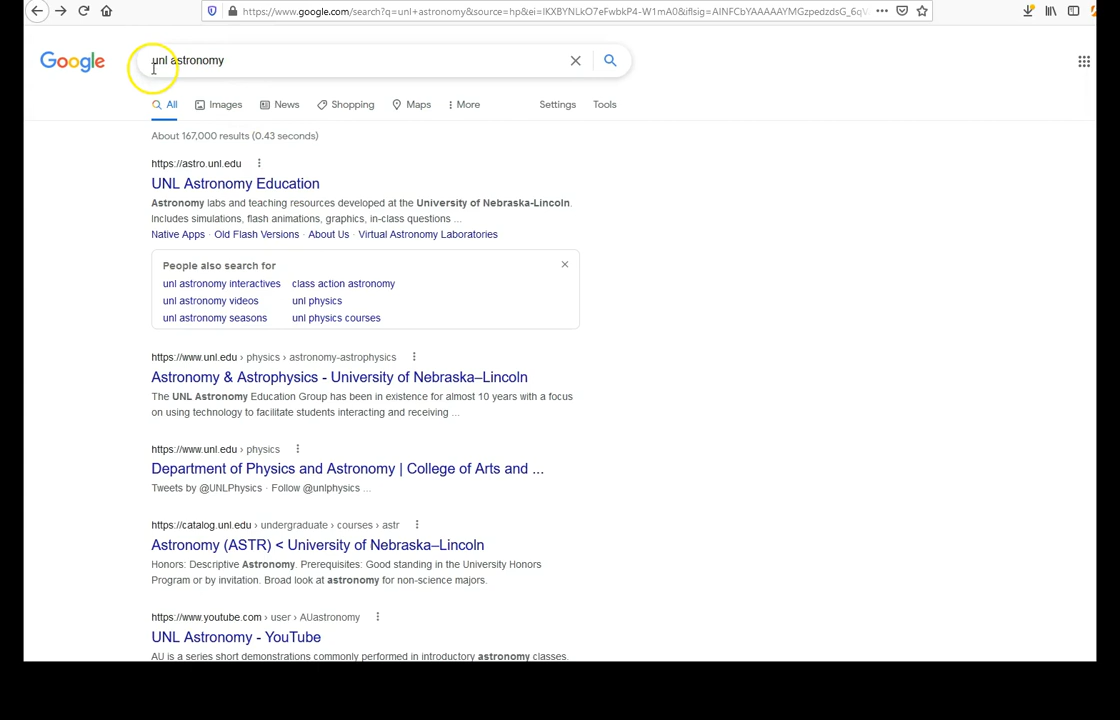 https://www.google.com/search?q=unl+astronomy&source=hp&ei=
Google
unl astronomy
All Images News Shopping Maps More Settings Tools
About 167,000 results (0.43 seconds)
https://astro.unl.edu
UNL Astronomy Education
Astronomy labs and teaching resources developed at the University of Nebraska-Lincoln.
Includes simulations, flash animations, graphics, in-class questions ...
Native Apps · Old Flash Versions · About Us · Virtual Astronomy Laboratories
People also search for
unl astronomy interactives class action astronomy
unl astronomy videos unl physics
unl astronomy seasons unl physics courses
https://www.unl.edu › physics › astronomy-astrophysics
Astronomy & Astrophysics - University of Nebraska–Lincoln
The UNL Astronomy Education Group has been in existence for almost 10 years with a focus
on using technology to facilitate students interacting and receiving ...
https://www.unl.edu › physics
Department of Physics and Astronomy | College of Arts and ...
Tweets by @UNLPhysics · Follow @unlphysics ...
https://catalog.unl.edu › undergraduate › courses › astr
Astronomy (ASTR) < University of Nebraska–Lincoln
Honors: Descriptive Astronomy. Prerequisites: Good standing in the University Honors
Program or by invitation. Broad look at astronomy for non-science majors.
https://www.youtube.com › user › AUastronomy
UNL Astronomy - YouTube
AU is a series short demonstrations commonly performed in introductory astronomy classes.